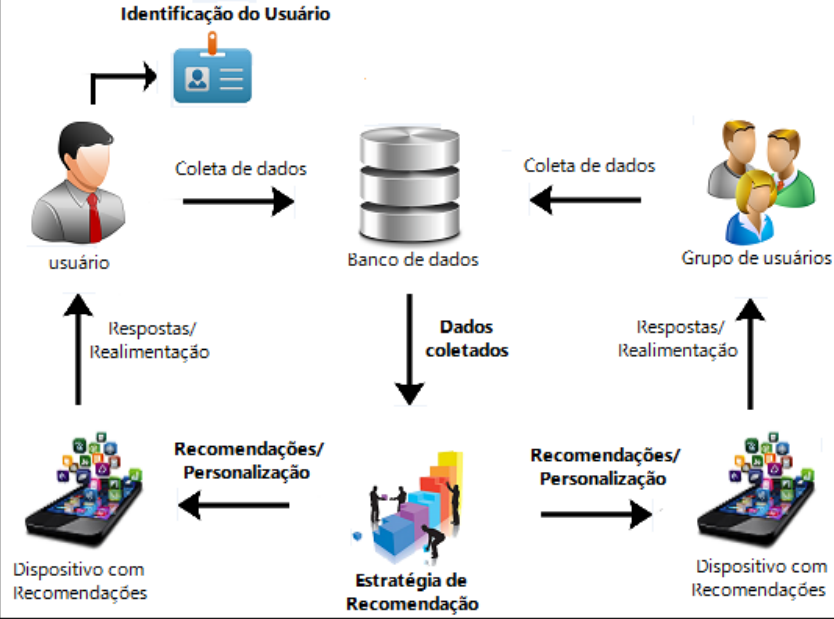 Identificação do Usuário
Coleta de dados
Coleta de dados
usuário
Banco de dados
Grupo de usuários
Respostas/
Realimentação
Dados
coletados
Respostas/
Realimentação
Recomendações/
Personalização
Recomendações/
Personalização
Dispositivo com
Recomendações
Estratégia de
Recomendação
Dispositivo com
Recomendações